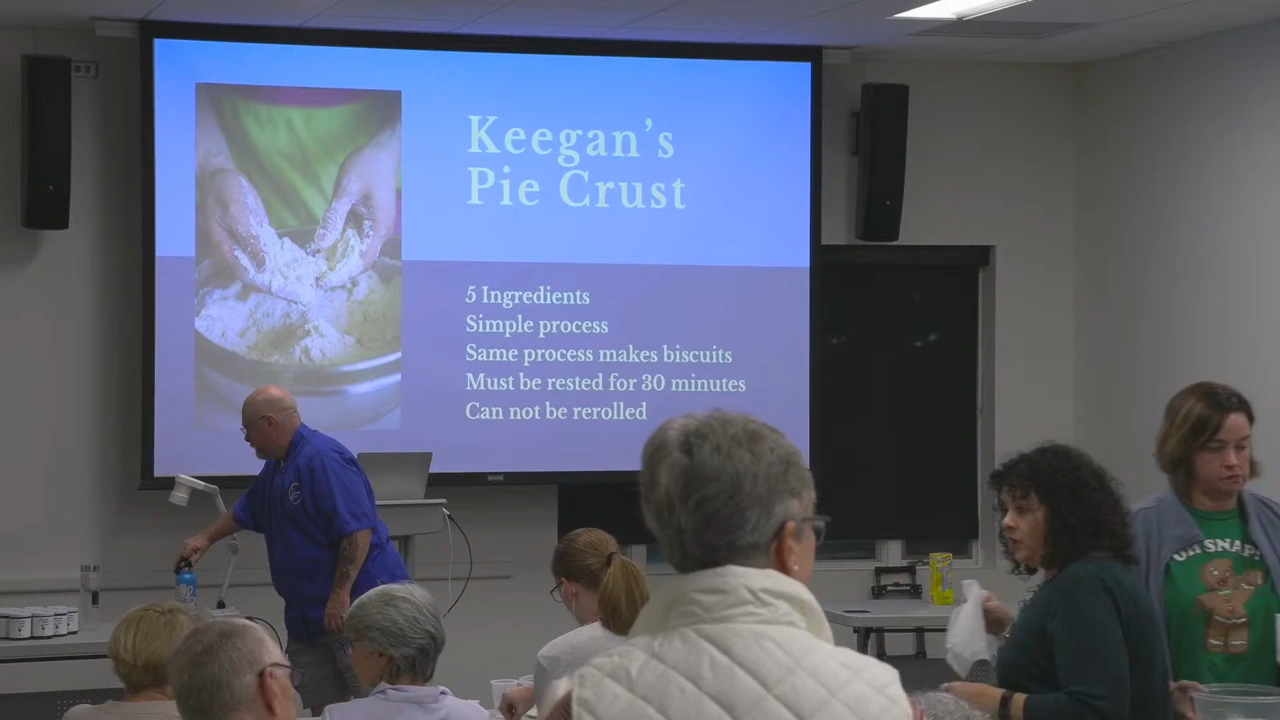 Keegan's
Pie Crust
5 Ingredients
Simple process
Same process makes biscuits
Must be rested for 30 minutes
Can not be rerolled
OH SNAP!